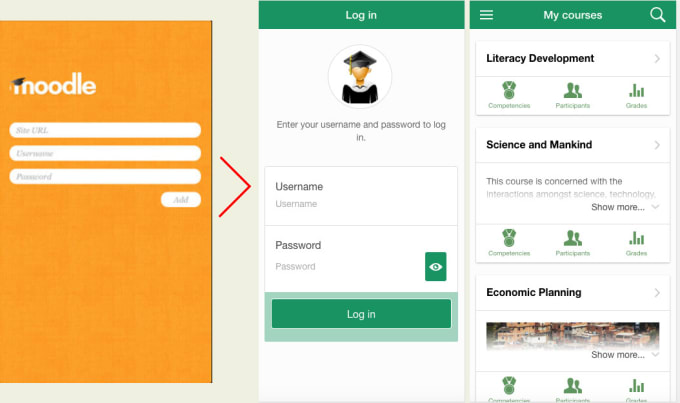 moodle
Site URL
Username
Password
Add
Log in
Enter your username and password to log
in.
Username
Username
Password
Password
Log in
My courses
Literacy Development
Competencies Participants Grades
Science and Mankind
This course is concerned with the
interactions amongst science, technology,
Show more...
Competencies Participants Grades
Economic Planning
Show more...
Competencies Participants Grades